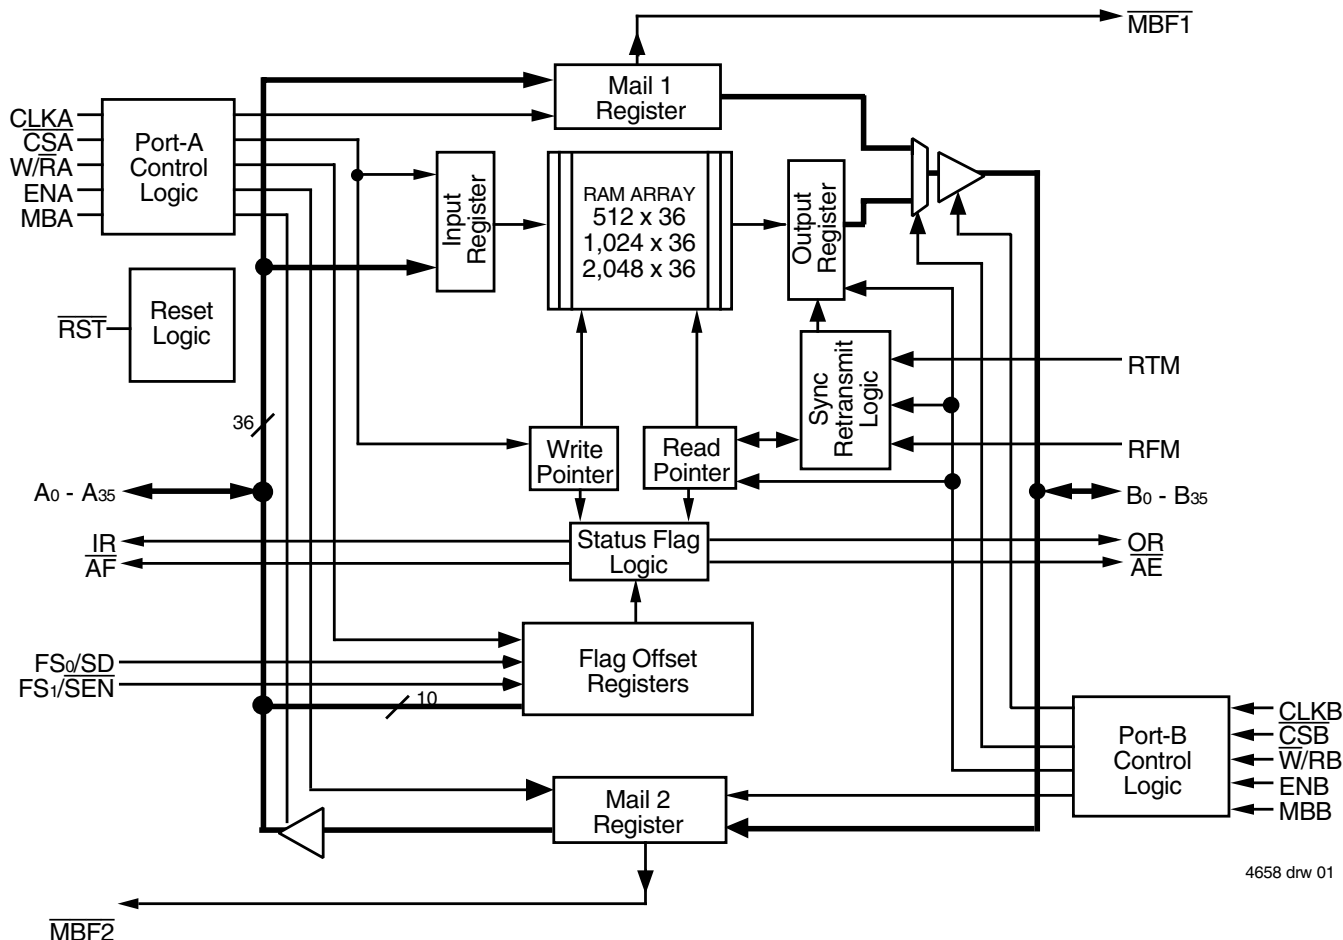 MBF1
Mail 1
Register
CLKA
CSA
W/RA
ENA
MBA
Port-A
Control
Logic
Input
Register
RAM ARRAY
512 x 36
1,024 x 36
2,048 x 36
Output
Register
RST
Reset
Logic
Sync
Retransmit
Logic
RTM
RFM
36
Write
Pointer
Read
Pointer
A0 - A35
B0 - B35
IR
AF
Status Flag
Logic
OR
AE
FS0/SD
FS1/SEN
Flag Offset
Registers
10
Port-B
Control
Logic
CLKB
CSB
W/RB
ENB
MBB
Mail 2
Register
MBF2
4658 drw 01